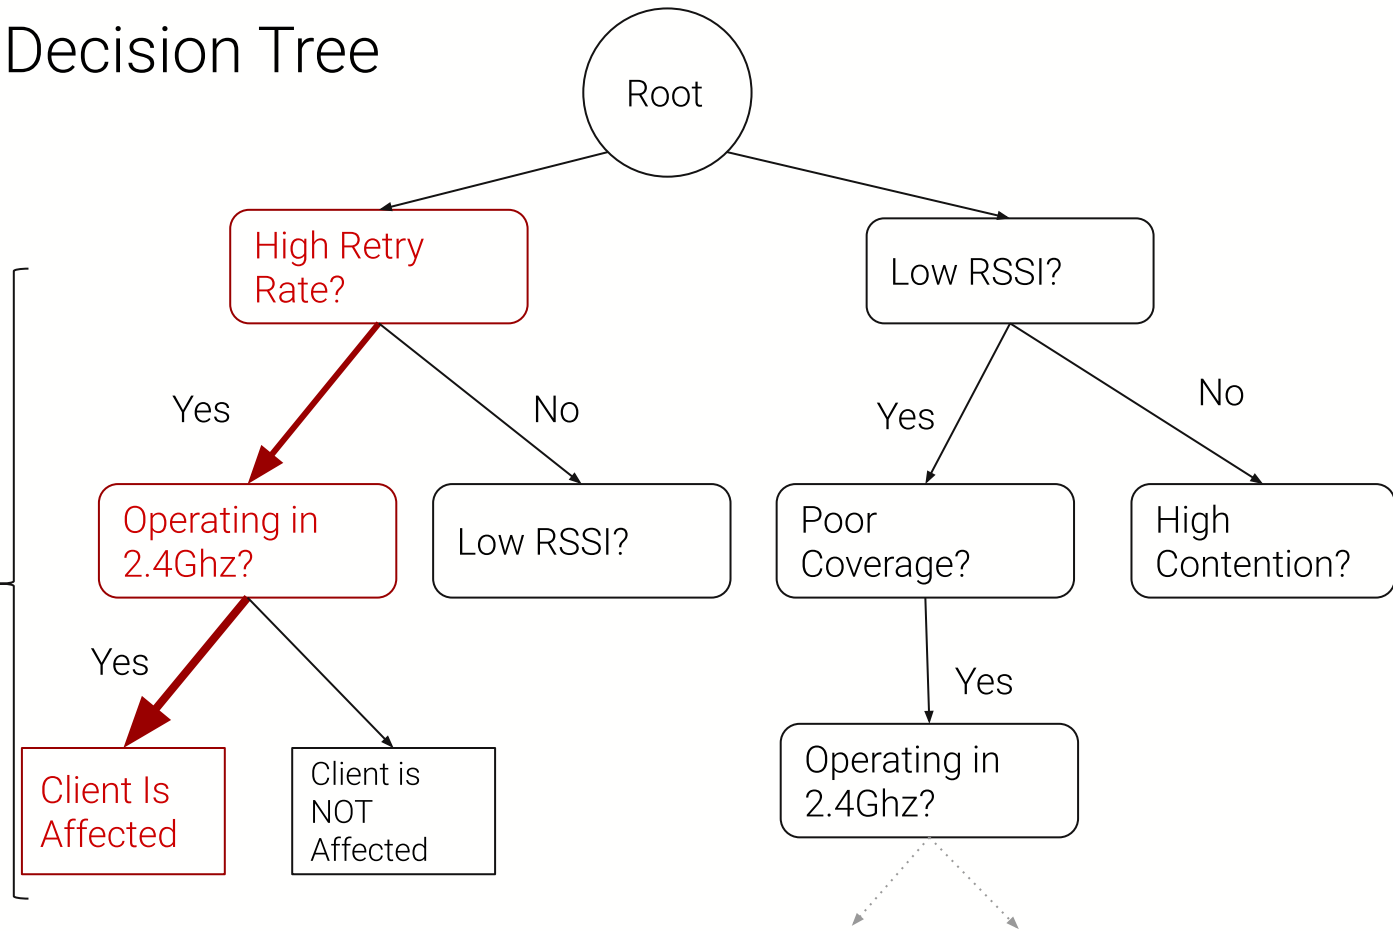 Decision Tree
Root
High Retry
Rate?
Low RSSI?
Yes
No
Yes
No
Operating in
2.4Ghz?
Low RSSI?
Poor
Coverage?
High
Contention?
Yes
Yes
Client Is
Affected
Client is
NOT
Affected
Operating in
2.4Ghz?